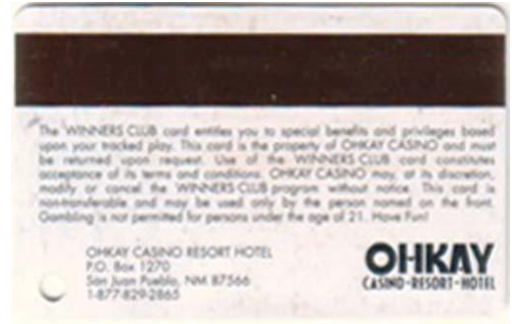 The WINNERS CLUB card entitles you to special benefits and privileges based
upon your tracked play. This card is the property of OHKAY CASINO and must
be returned upon request. Use of the WINNERS CLUB card constitutes
acceptance of its terms and conditions. OHKAY CASINO may, at its discretion,
modify or cancel the WINNERS CLUB program without notice. This card is
non-transferable and may be used only by the person named on the front.
Gambling is not permitted for persons under the age of 21. Have Fun!
OHKAY CASINO RESORT HOTEL
P.O. Box 1270
San Juan Pueblo, NM 87566
1-877-829-2865
OHKAY
CASINO-RESORT-HOTEL